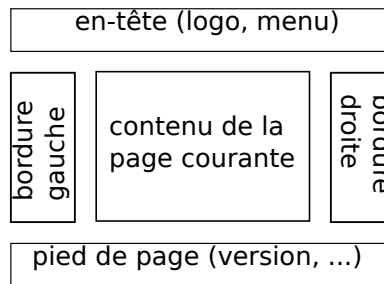 en-tête (logo, menu)
bordure
gauche
contenu de la
page courante
bordure
droite
pied de page (version, ...)